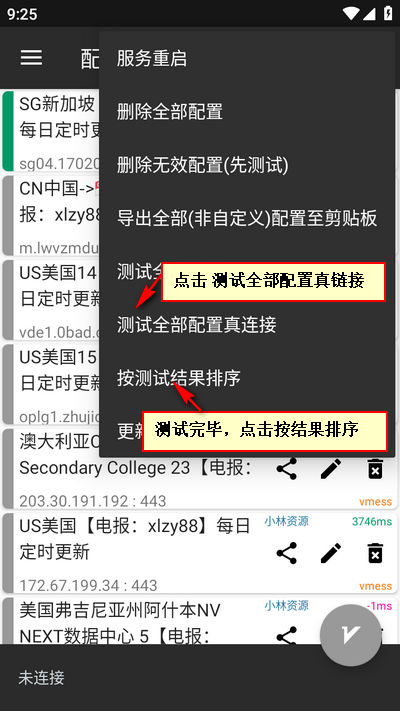 9:25
配
服务重启
删除全部配置
删除无效配置(先测试)
导出全部(非自定义)配置至剪贴板
测试全
点击 测试全部配置真链接
测试全部配置真连接
按测试结果排序
更新
测试完毕，点击按结果排序
SG新加坡
每日定时更
sg04.17020
CN中国->
报：xlzy88
m.lwvzmdu
US美国14
日定时更新
vde1.0bad.c
US美国15
日定时更新
oplg1.zhujic
澳大利亚C
Secondary College 23【电报：
203.30.191.192 : 443
vmess
US美国【电报：xlzy88】每日
定时更新
小林资源
3746ms
172.67.199.34 : 443
vmess
美国弗吉尼亚州阿什本NV
NEXT数据中心 5【电报：
小林资源
-1ms
未连接